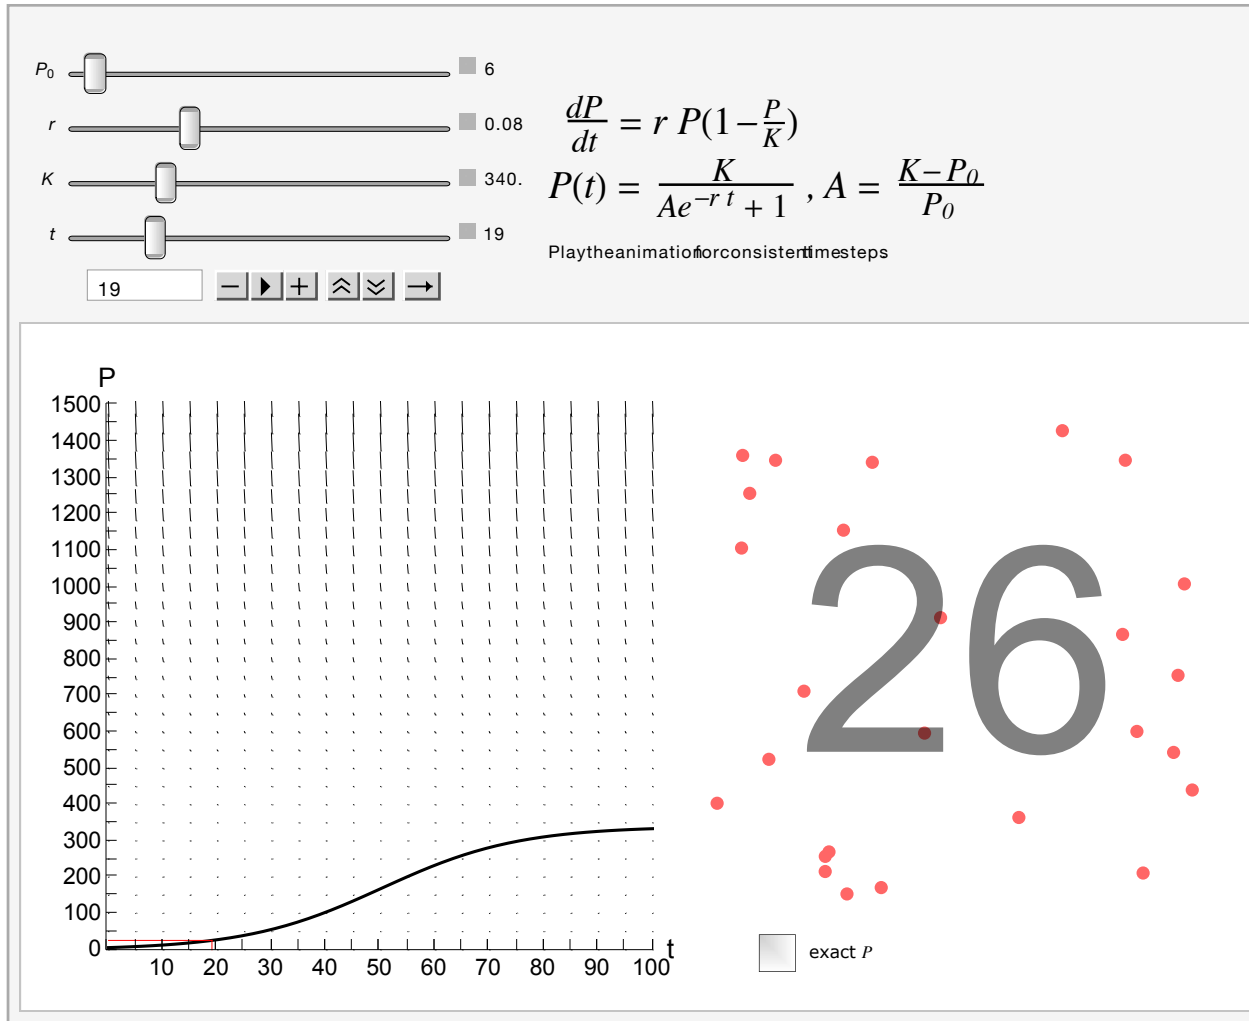 P₀ 6
r 0.08
K 340.
t 19
19
dP/dt = r P(1−P/K)
P(t) = K/(Ae^(−r t) + 1) , A = (K−P₀)/P₀
Playtheanimationforconsistenttimesteps
P
1500
1400
1300
1200
1100
1000
900
800
700
600
500
400
300
200
100
0
10 20 30 40 50 60 70 80 90 100 t
26
exact P